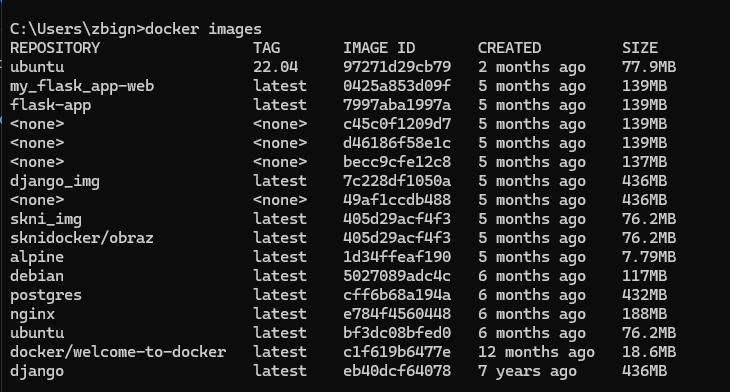 C:\Users\zbign>docker images
REPOSITORY TAG IMAGE ID CREATED SIZE
ubuntu 22.04 97271d29cb79 2 months ago 77.9MB
my_flask_app-web latest 0425a853d09f 5 months ago 139MB
flask-app latest 7997aba1997a 5 months ago 139MB
<none> <none> c45c0f1209d7 5 months ago 139MB
<none> <none> d46186f58e1c 5 months ago 139MB
<none> <none> becc9cfe12c8 5 months ago 137MB
django_img latest 7c228df1050a 5 months ago 436MB
<none> <none> 49af1ccdb488 5 months ago 436MB
skni_img latest 405d29acf4f3 5 months ago 76.2MB
sknidocker/obraz latest 405d29acf4f3 5 months ago 76.2MB
alpine latest 1d34ffeaf190 5 months ago 7.79MB
debian latest 5027089adc4c 6 months ago 117MB
postgres latest cff6b68a194a 6 months ago 432MB
nginx latest e784f4560448 6 months ago 188MB
ubuntu latest bf3dc08bfed0 6 months ago 76.2MB
docker/welcome-to-docker latest c1f619b6477e 12 months ago 18.6MB
django latest eb40dcf64078 7 years ago 436MB